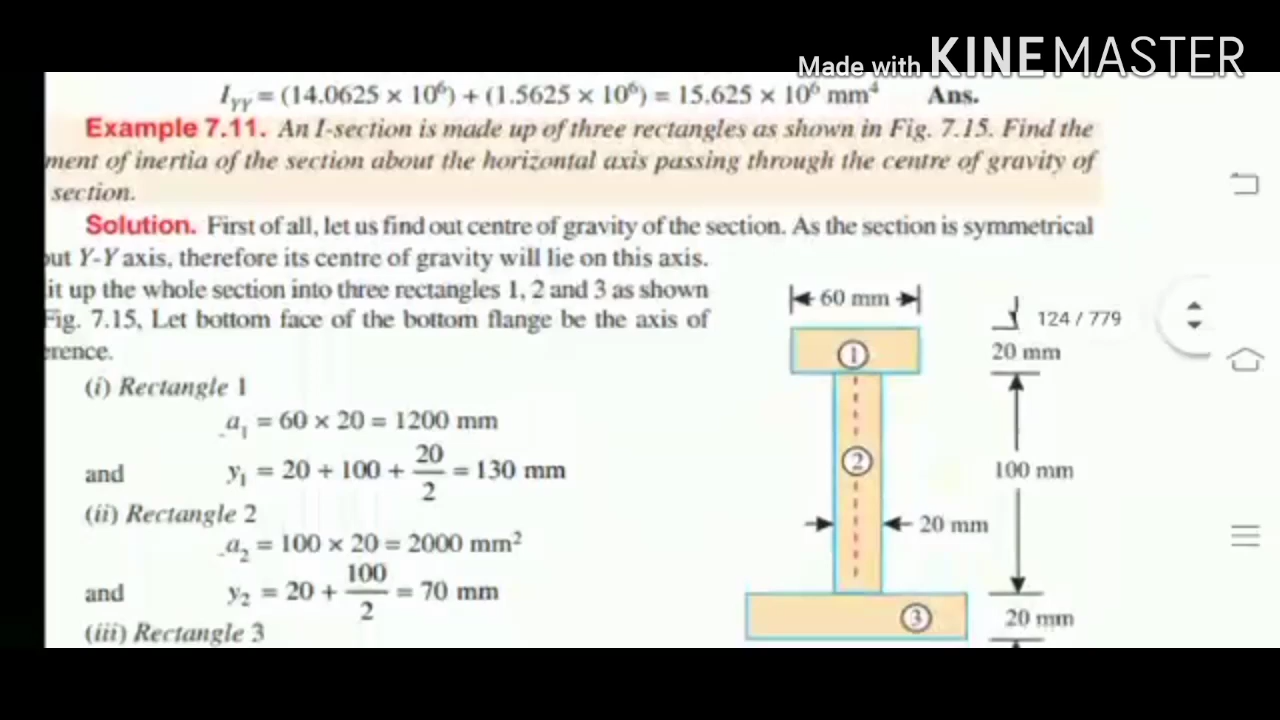 Made with KINEMASTER
I_YY = (14.0625 × 10⁶) + (1.5625 × 10⁶) = 15.625 × 10⁶ mm⁴ Ans.
Example 7.11. An I-section is made up of three rectangles as shown in Fig. 7.15. Find the
ment of inertia of the section about the horizontal axis passing through the centre of gravity of
section.
Solution. First of all, let us find out centre of gravity of the section. As the section is symmetrical
out Y-Y axis, therefore its centre of gravity will lie on this axis.
it up the whole section into three rectangles 1, 2 and 3 as shown
Fig. 7.15, Let bottom face of the bottom flange be the axis of
erence.
(i) Rectangle 1
a₁ = 60 × 20 = 1200 mm
and y₁ = 20 + 100 + 20/2 = 130 mm
(ii) Rectangle 2
a₂ = 100 × 20 = 2000 mm²
and y₂ = 20 + 100/2 = 70 mm
(iii) Rectangle 3
60 mm
124 / 779
20 mm
1
100 mm
2
20 mm
3
20 mm